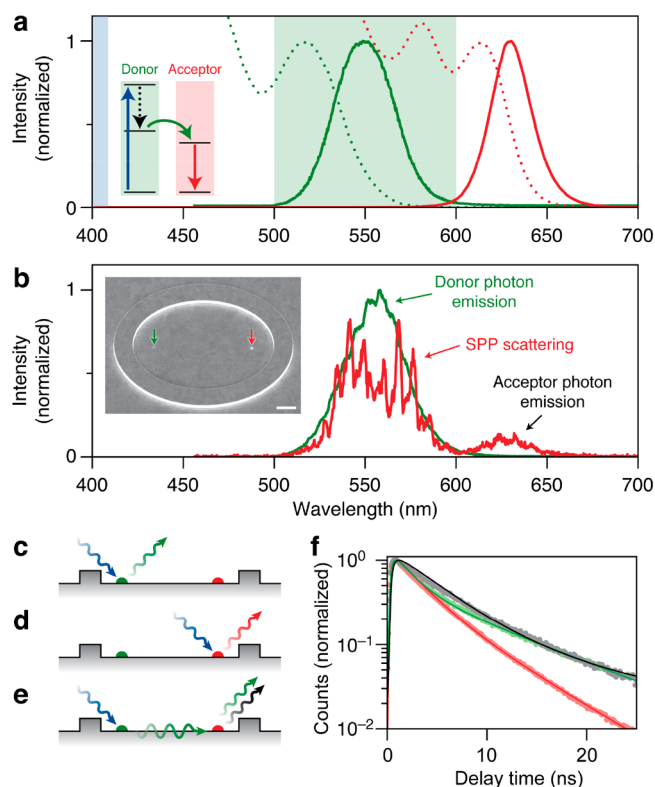 a
Intensity
(normalized)
1
0
Donor Acceptor
400 450 500 550 600 650 700
b
Intensity
(normalized)
1
0
Donor photon
emission
SPP scattering
Acceptor photon
emission
400 450 500 550 600 650 700
Wavelength (nm)
c
d
e
f
Counts (normalized)
10⁰
10⁻¹
10⁻²
0 10 20
Delay time (ns)